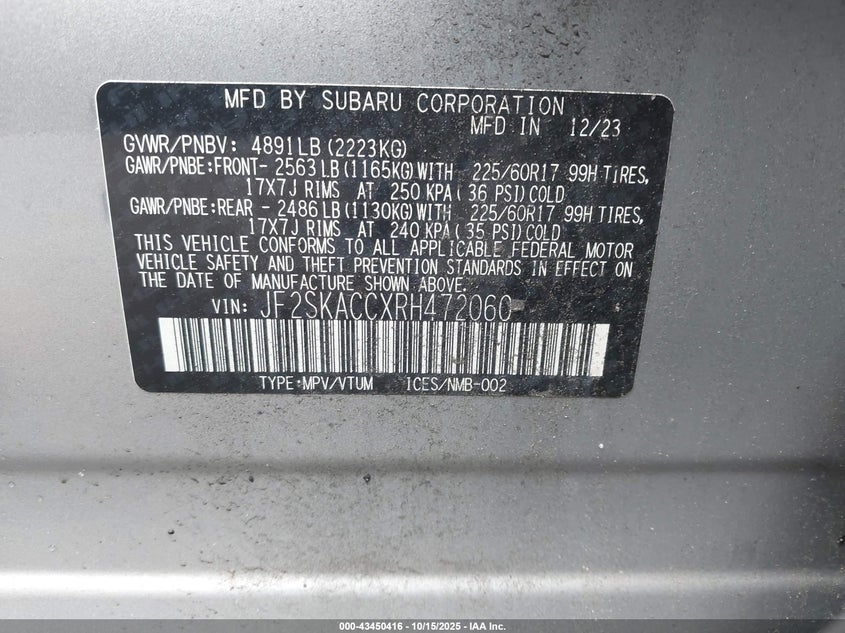 MFD BY SUBARU CORPORATION
MFD IN 12/23
GVWR/PNBV: 4891LB (2223KG)
GAWR/PNBE:FRONT- 2563LB (1165KG)WITH 225/60R17 99H TIRES,
17X7J RIMS AT 250 KPA( 36 PSI)COLD
GAWR/PNBE:REAR - 2486LB (1130KG)WITH 225/60R17 99H TIRES,
17X7J RIMS AT 240 KPA( 35 PSI)COLD
THIS VEHICLE CONFORMS TO ALL APPLICABLE FEDERAL MOTOR
VEHICLE SAFETY AND THEFT PREVENTION STANDARDS IN EFFECT ON
THE DATE OF MANUFACTURE SHOWN ABOVE.
VIN: JF2SKACCXRH472060
TYPE:MPV/VTUM ICES/NMB-002
000-43450416 - 10/15/2025 - IAA Inc.